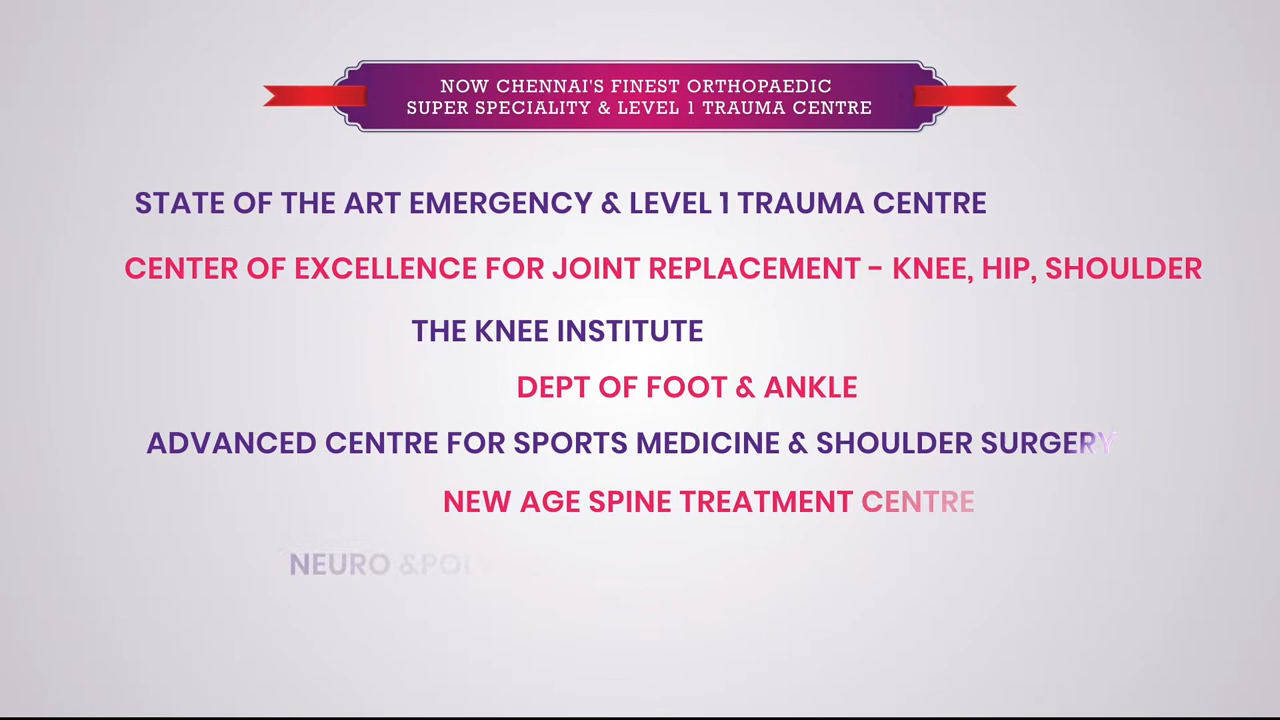 NOW CHENNAI'S FINEST ORTHOPAEDIC
SUPER SPECIALITY & LEVEL 1 TRAUMA CENTRE
STATE OF THE ART EMERGENCY & LEVEL 1 TRAUMA CENTRE
CENTER OF EXCELLENCE FOR JOINT REPLACEMENT - KNEE, HIP, SHOULDER
THE KNEE INSTITUTE
DEPT OF FOOT & ANKLE
ADVANCED CENTRE FOR SPORTS MEDICINE & SHOULDER SURGERY
NEW AGE SPINE TREATMENT CENTRE
NEURO &